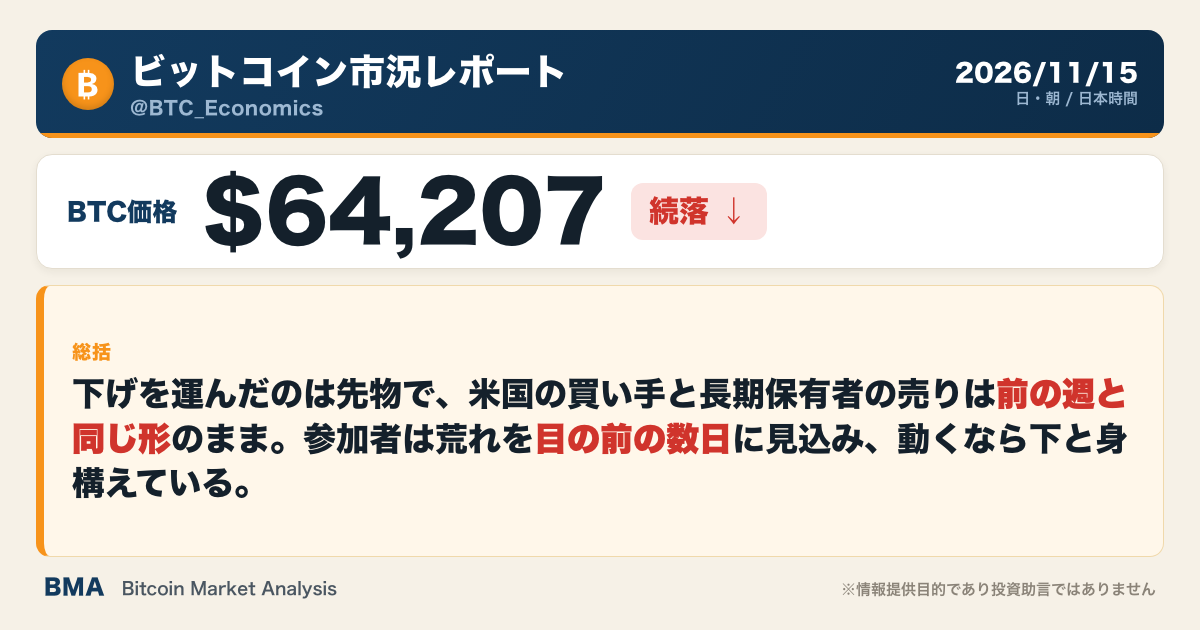 ビットコイン市況レポート
@BTC_Economics
2026/11/15
日・朝 / 日本時間
BTC価格 $64,207 続落 ↓
総括
下げを運んだのは先物で、米国の買い手と長期保有者の売りは前の週と
同じ形のまま。参加者は荒れを目の前の数日に見込み、動くなら下と身
構えている。
BMA Bitcoin Market Analysis
※情報提供目的であり投資助言ではありません